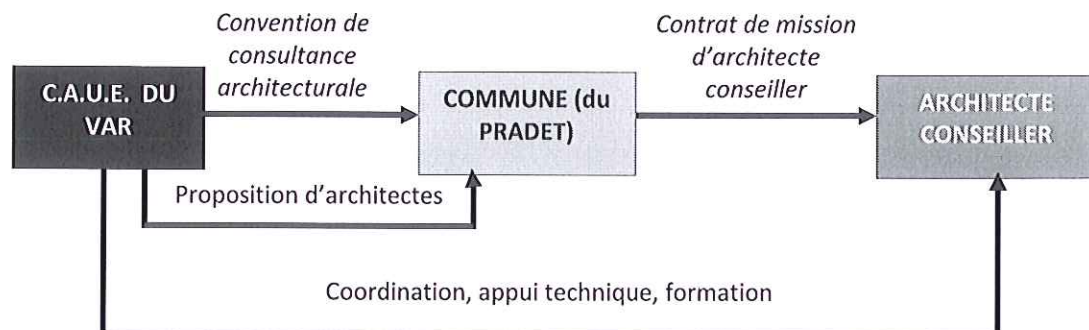 Convention de
consultance
architecturale
Contrat de mission
d'architecte
conseiller
C.A.U.E. DU
VAR
COMMUNE (du
PRADET)
ARCHITECTE
CONSEILLER
Proposition d'architectes
Coordination, appui technique, formation